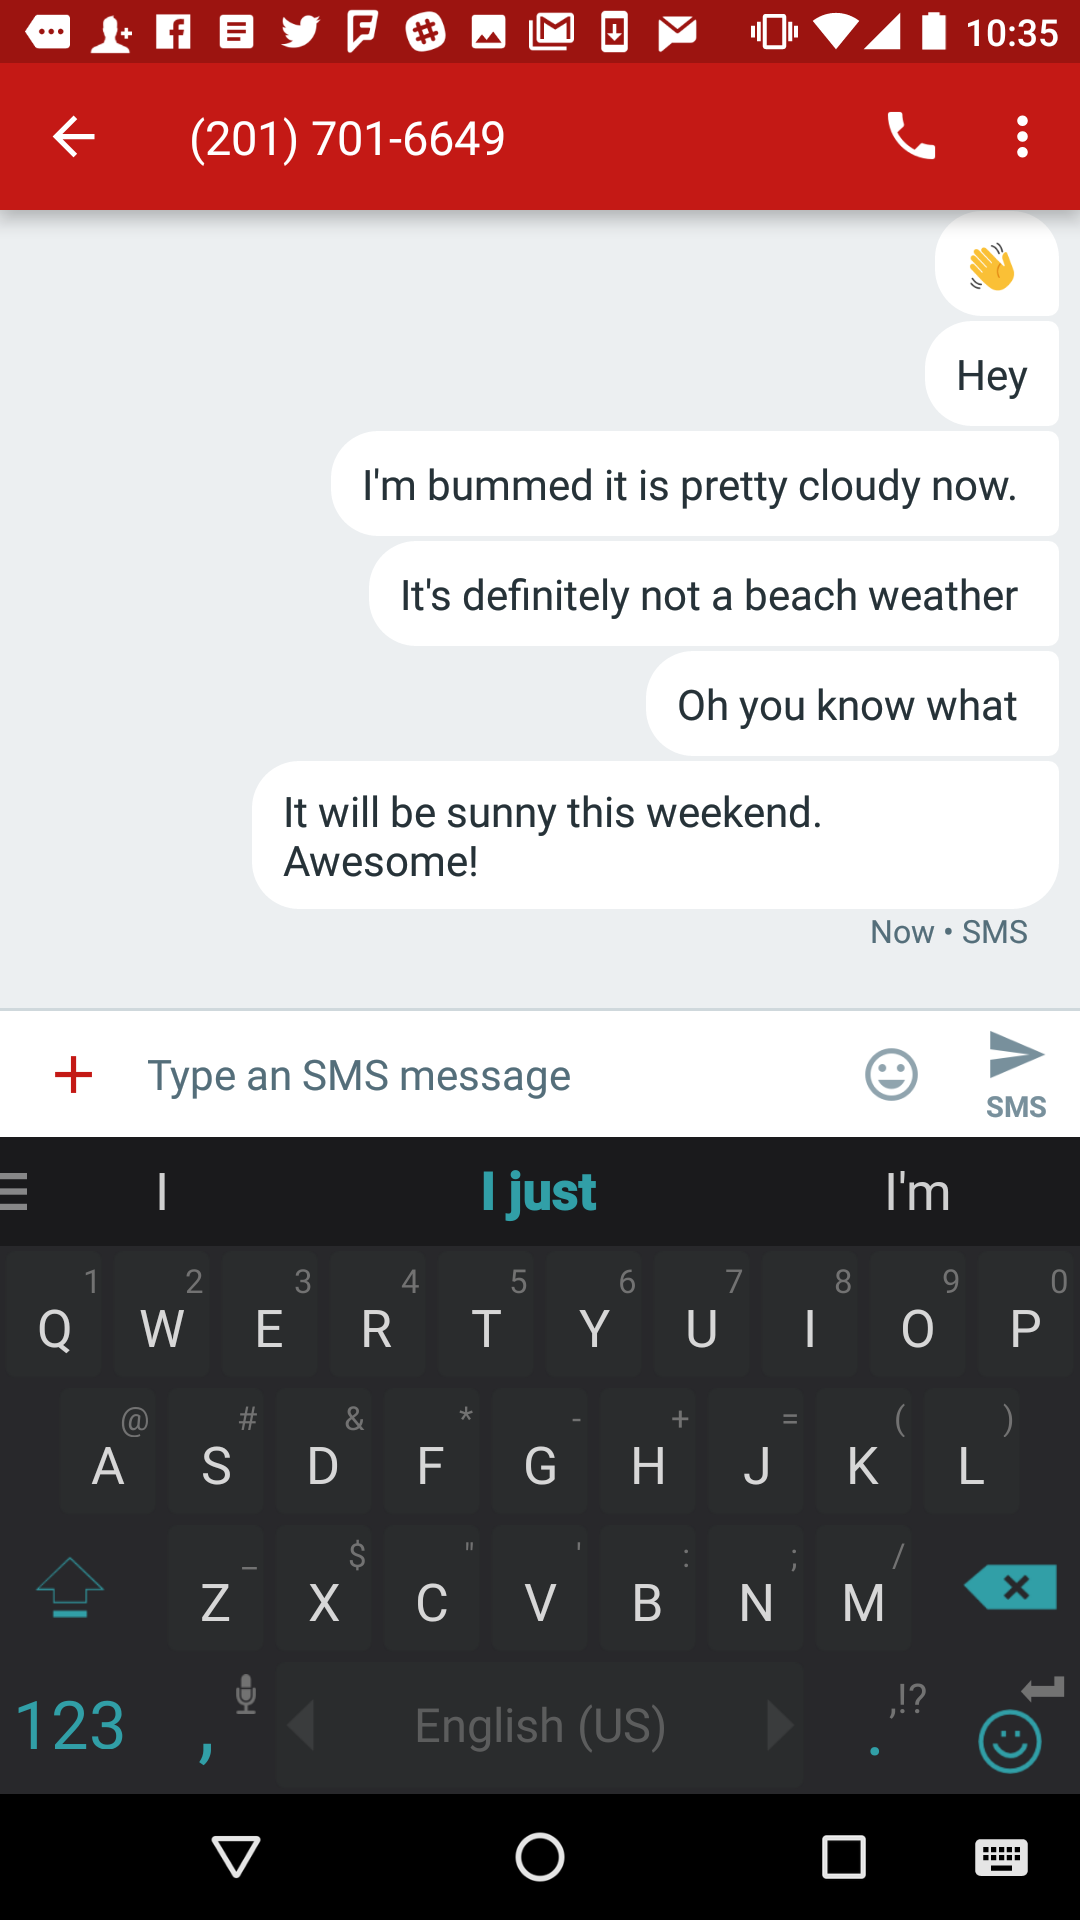 10:35
(201) 701-6649
Hey
I'm bummed it is pretty cloudy now.
It's definitely not a beach weather
Oh you know what
It will be sunny this weekend.
Awesome!
Now • SMS
Type an SMS message
SMS
I I just I'm
1 2 3 4 5 6 7 8 9 0
Q W E R T Y U I O P
@ # & * - + = ( )
A S D F G H J K L
_ $ " ' : ; /
Z X C V B N M
123 , English (US) . ,!?